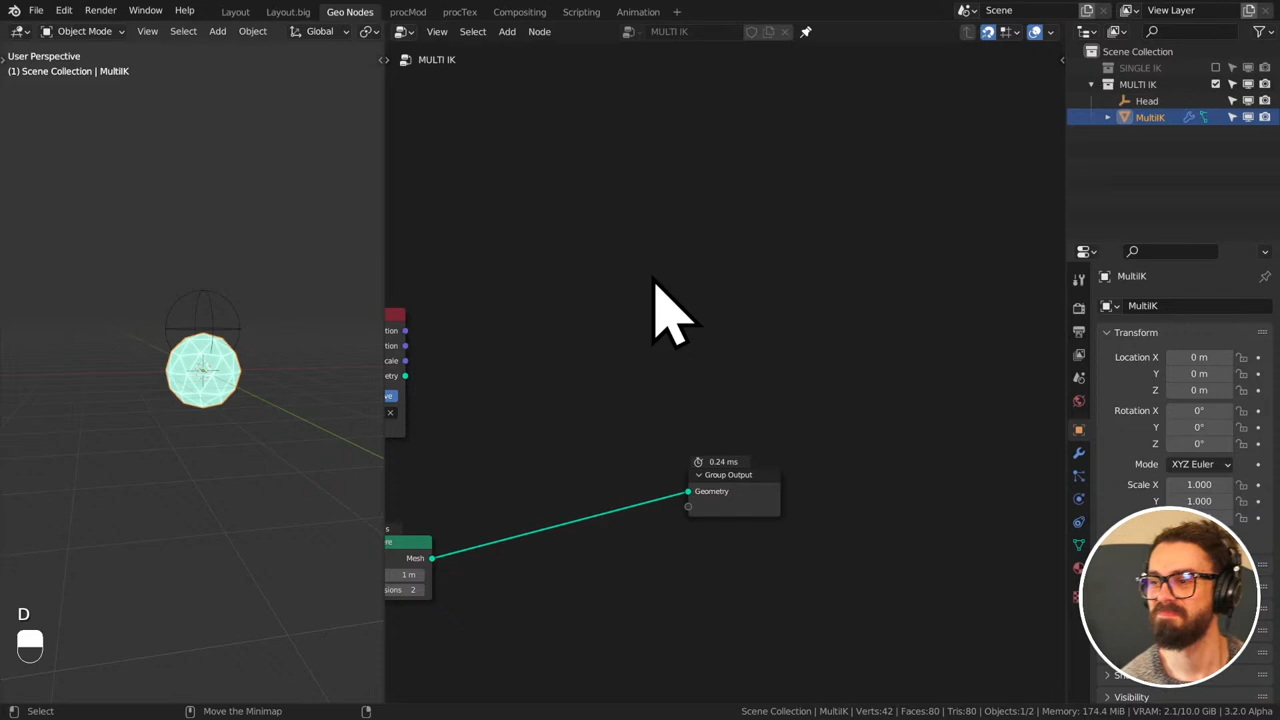 File Edit Render Window Help Layout Layout.big Geo Nodes procMod procTex Compositing Scripting Animation + Scene View Layer
Object Mode View Select Add Object Global View Select Add Node MULTI IK
User Perspective
(1) Scene Collection | MultiIK
MULTI IK
Scene Collection
SINGLE IK
MULTI IK
Head
MultiIK
MultiIK
MultiIK
Transform
Location X 0 m
Y 0 m
Z 0 m
Rotation X 0°
Y 0°
Z 0°
Mode XYZ Euler
Scale X 1.000
Y 1.000
Visibility
tion
tion
cale
etry
ve
0.24 ms
Group Output
Geometry
s
ere
Mesh
1 m
sions 2
D
Select Move the Minimap Scene Collection | MultiIK | Verts:42 | Faces:80 | Tris:80 | Objects:1/2 | Memory: 174.4 MiB | VRAM: 2.1/10.0 GiB | 3.2.0 Alpha